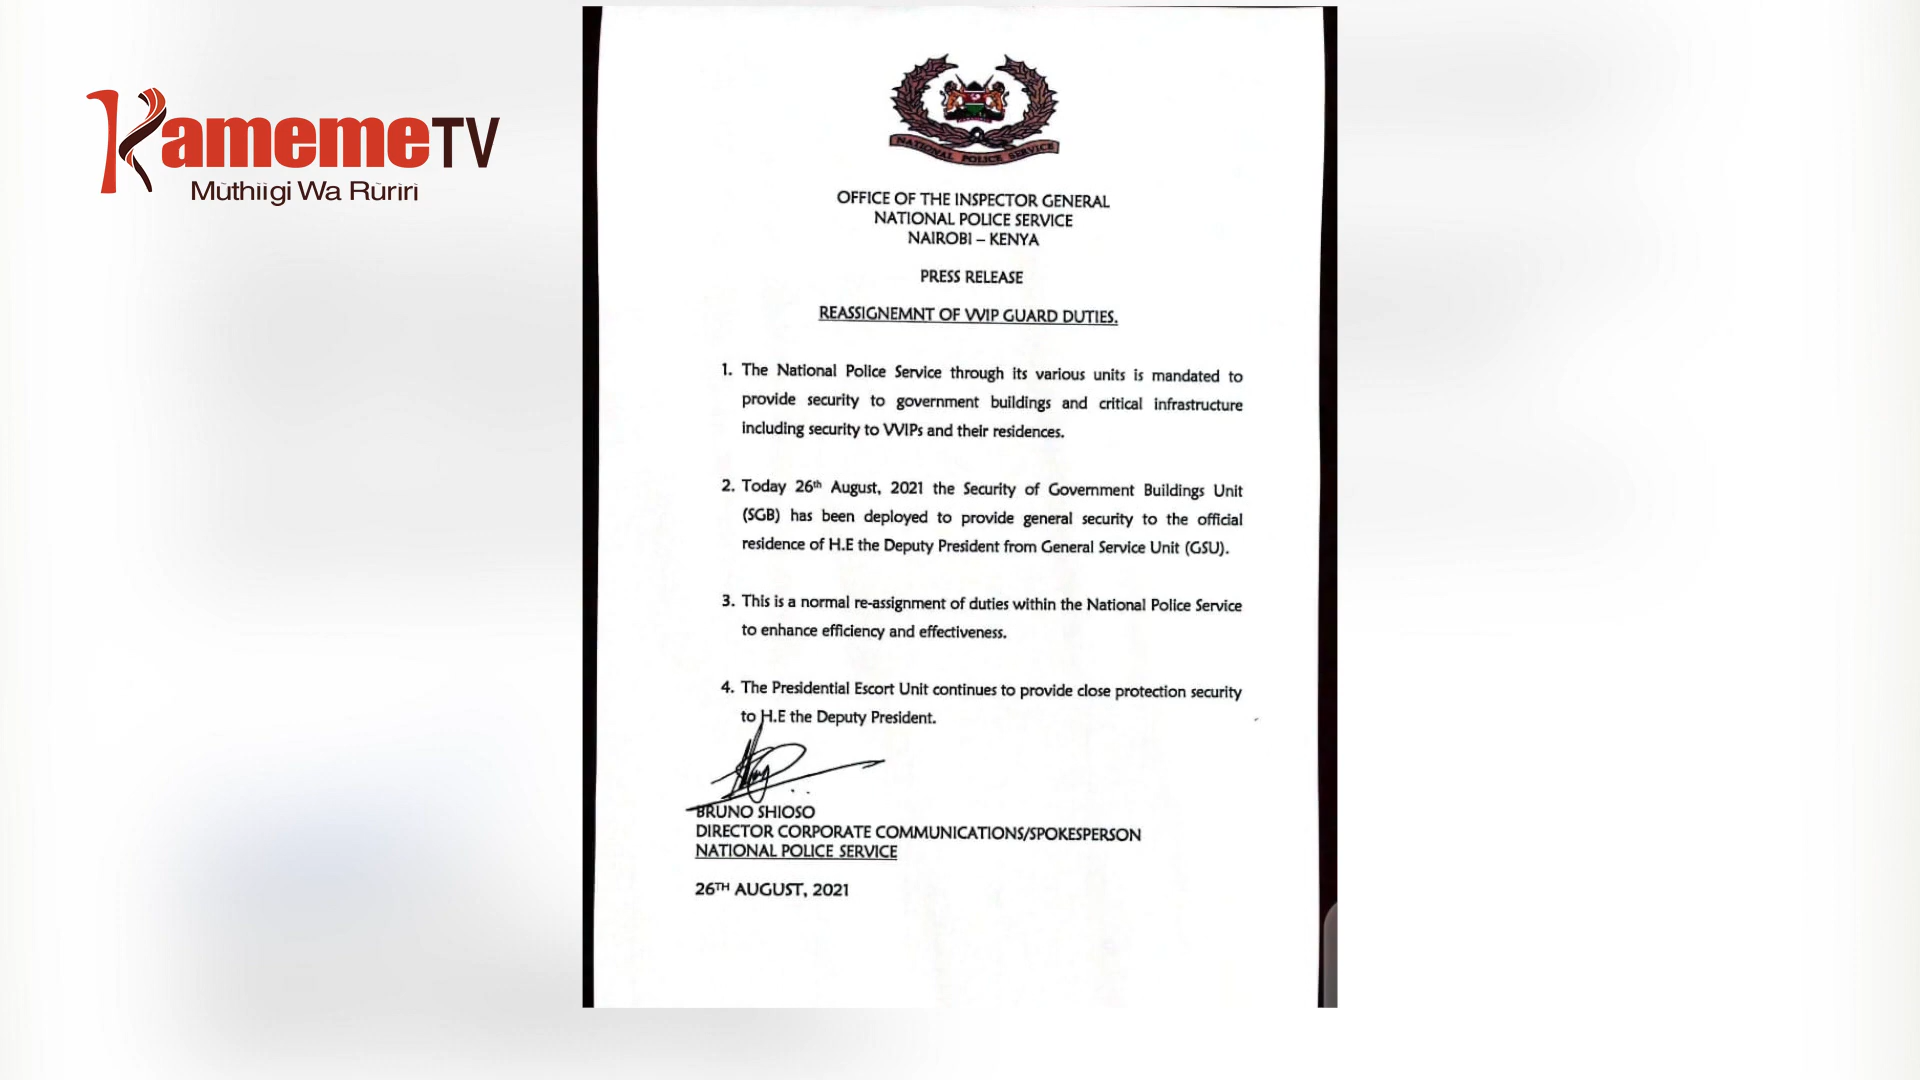 KamemeTV
Mũthiigi Wa Rũrĩrĩ
NATIONAL POLICE SERVICE
OFFICE OF THE INSPECTOR GENERAL
NATIONAL POLICE SERVICE
NAIROBI – KENYA
PRESS RELEASE
REASSIGNEMNT OF VVIP GUARD DUTIES.
1. The National Police Service through its various units is mandated to
provide security to government buildings and critical infrastructure
including security to VVIPs and their residences.
2. Today 26th August, 2021 the Security of Government Buildings Unit
(SGB) has been deployed to provide general security to the official
residence of H.E the Deputy President from General Service Unit (GSU).
3. This is a normal re-assignment of duties within the National Police Service
to enhance efficiency and effectiveness.
4. The Presidential Escort Unit continues to provide close protection security
to H.E the Deputy President.
BRUNO SHIOSO
DIRECTOR CORPORATE COMMUNICATIONS/SPOKESPERSON
NATIONAL POLICE SERVICE
26TH AUGUST, 2021